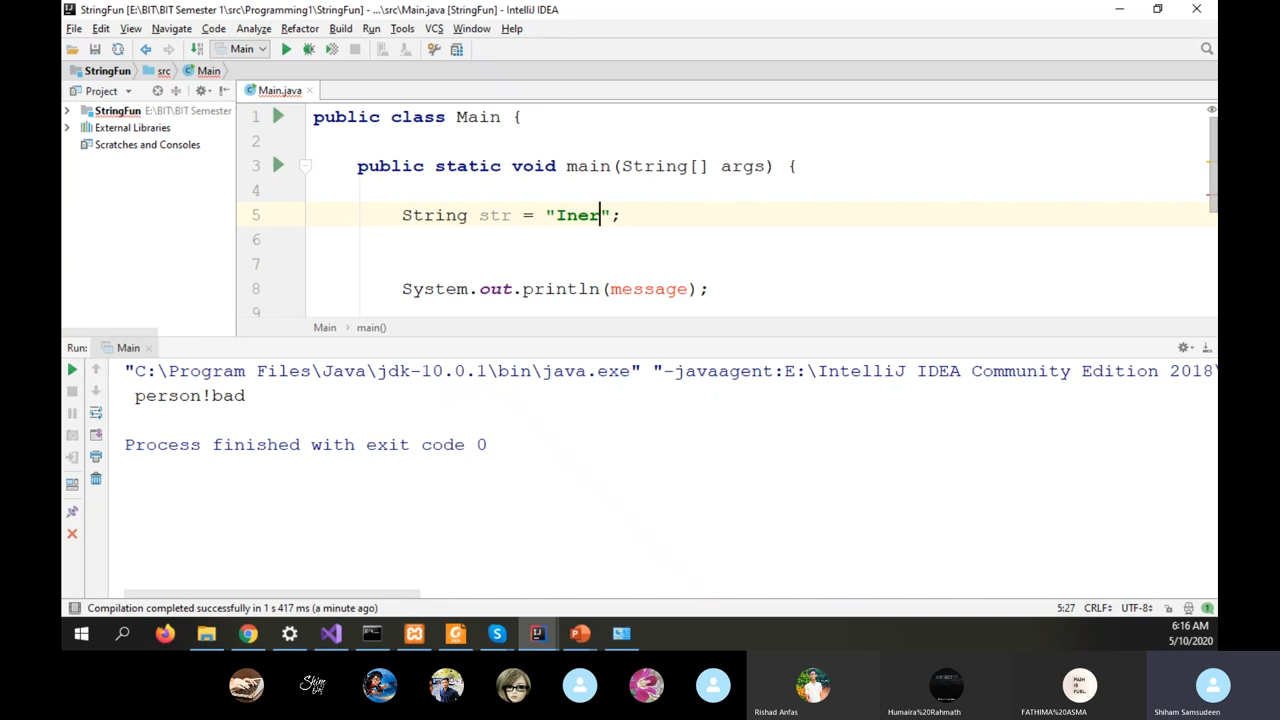 StringFun [E:\BIT\BIT Semester 1\src\Programming1\StringFun] - ...\src\Main.java [StringFun] - IntelliJ IDEA
File Edit View Navigate Code Analyze Refactor Build Run Tools VCS Window Help
Main
StringFun src Main
Project
Main.java
StringFun E:\BIT\BIT Semester
External Libraries
Scratches and Consoles
1 public class Main {
2
3 public static void main(String[] args) {
4
5 String str = "Iner";
6
7
8 System.out.println(message);
9
Main › main()
Run: Main
"C:\Program Files\Java\jdk-10.0.1\bin\java.exe" "-javaagent:E:\IntelliJ IDEA Community Edition 2018\
person!bad
Process finished with exit code 0
Compilation completed successfully in 1 s 417 ms (a minute ago)
5:27 CRLF UTF-8
1
6:16 AM
5/10/2020
Rishad Anfas
Humaira%20Rahmath
FATHIMA%20ASMA
Shiham Samsudeen